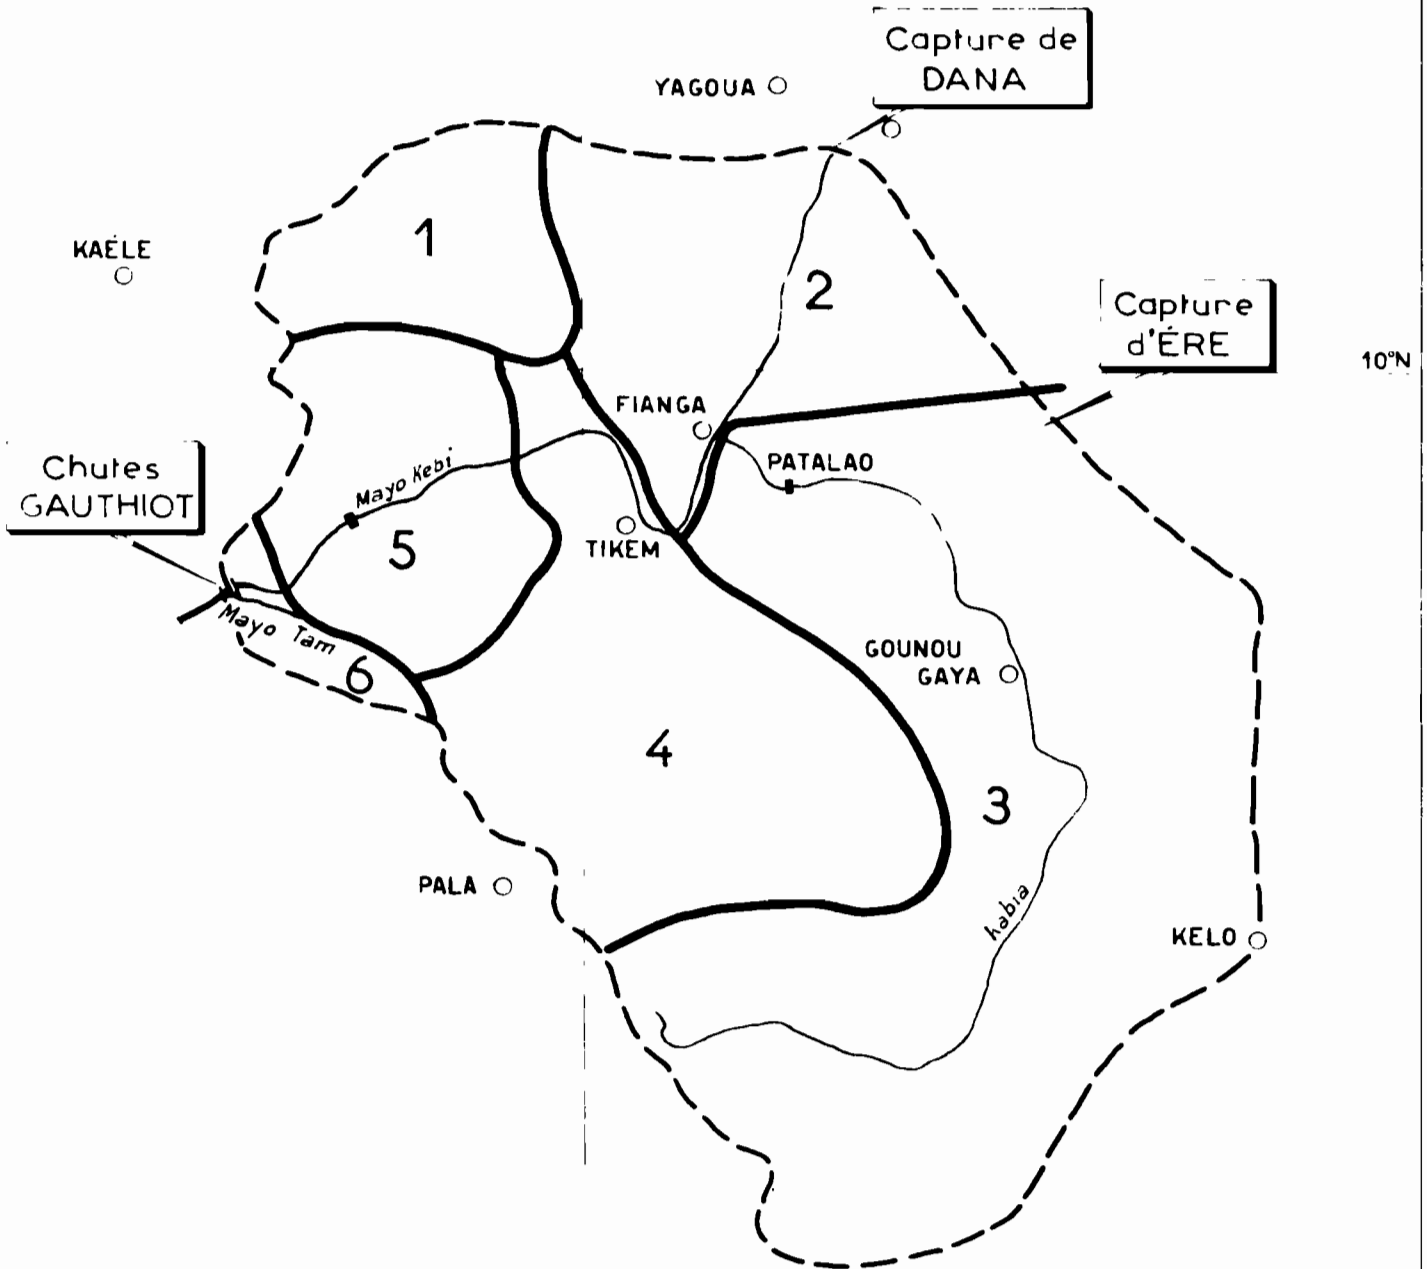 Capture de
DANA
YAGOUA
1
KAÉLE
2
Capture
d'ÉRE
10°N
FIANGA
Chutes
GAUTHIOT
Mayo Kebi
PATALAO
5
TIKEM
Mayo Tam
6
GOUNOU
GAYA
4
3
PALA
habia
KELO